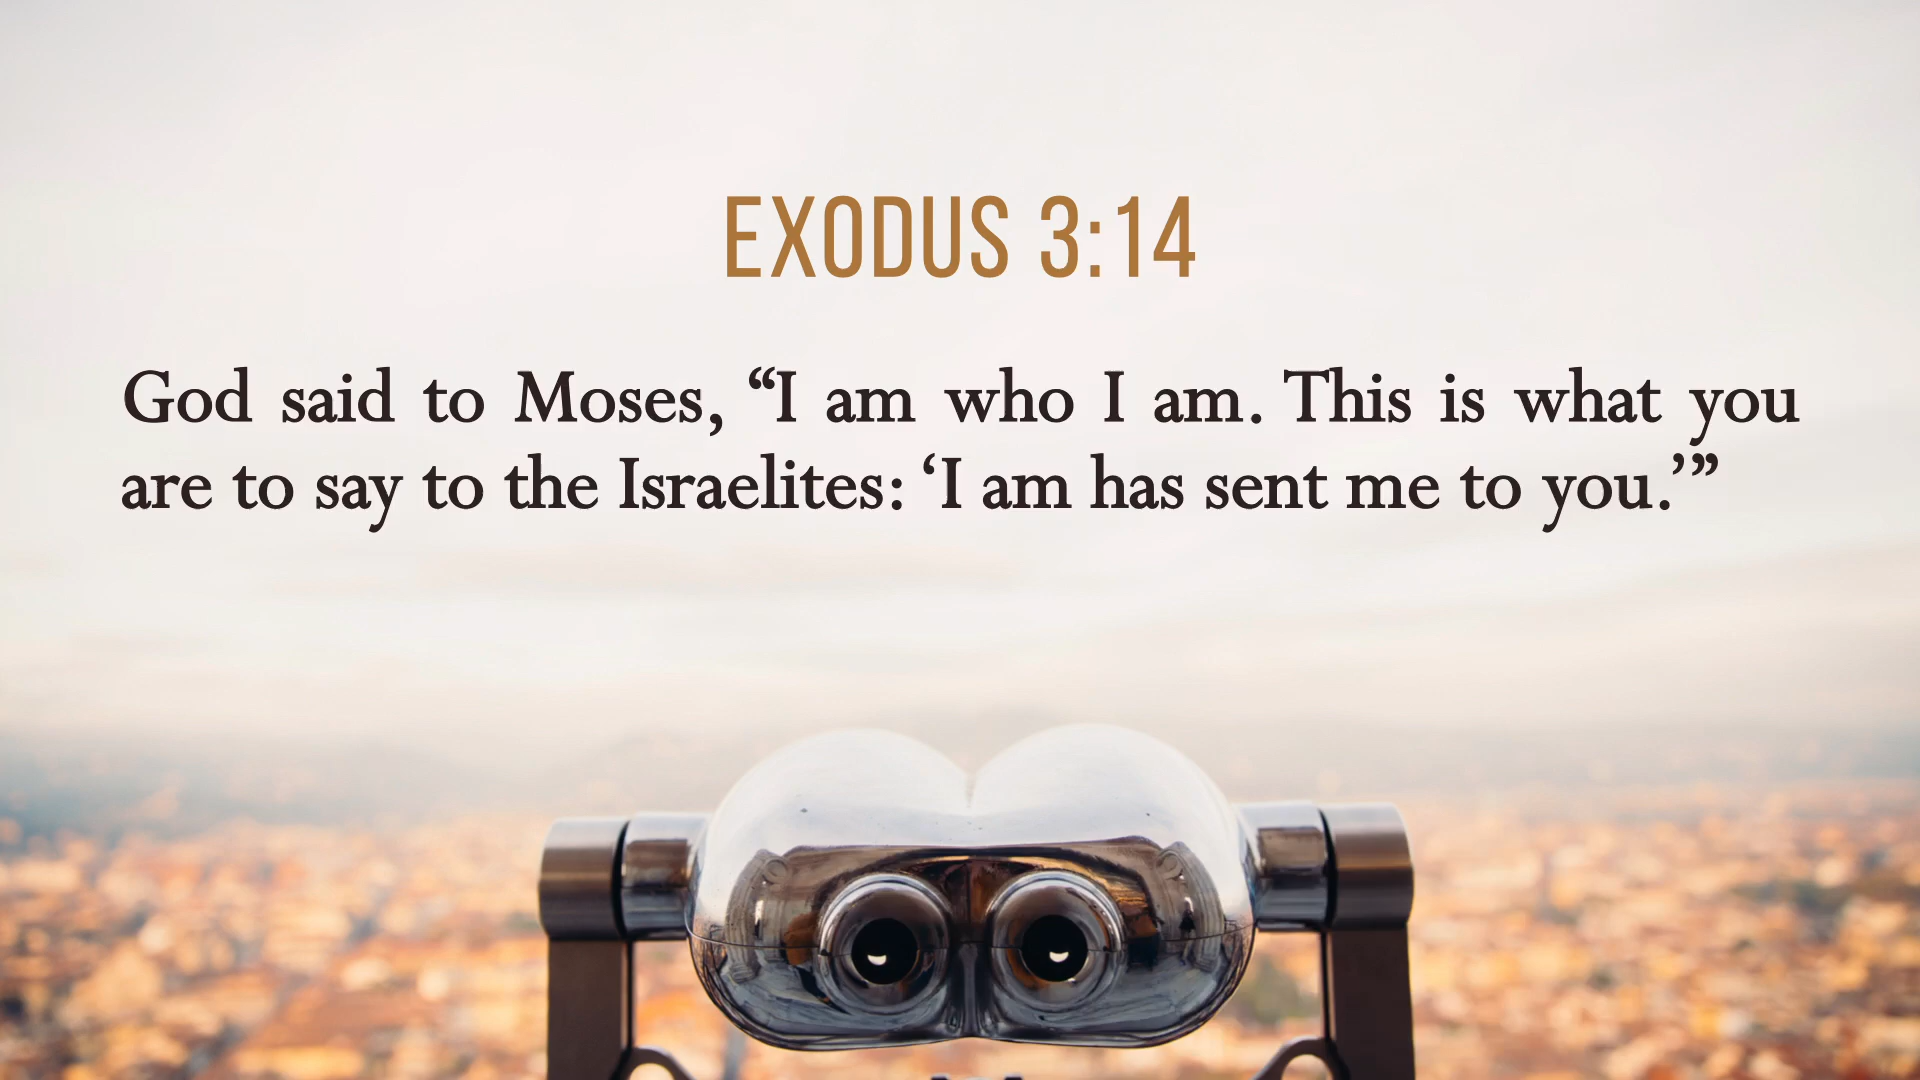 EXODUS 3:14
God said to Moses, “I am who I am. This is what you
are to say to the Israelites: ‘I am has sent me to you.’”